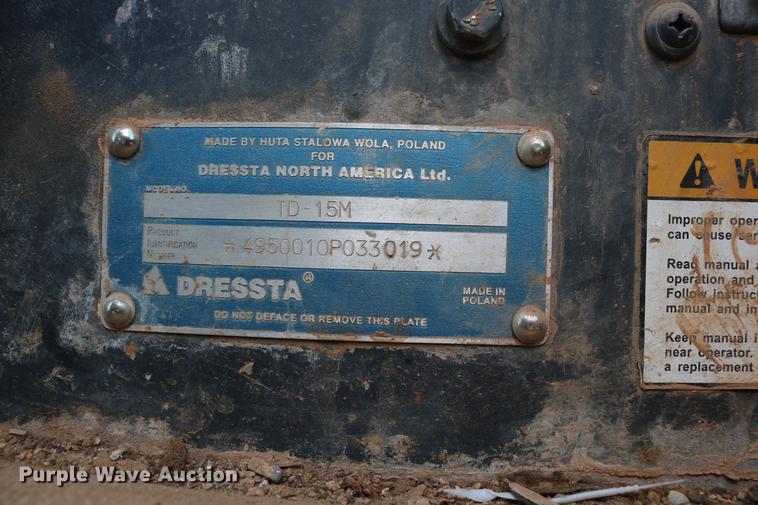 MADE BY HUTA STALOWA WOLA, POLAND
FOR
DRESSTA NORTH AMERICA Ltd.
MODEL NO.
TD-15M
PRODUCT
IDENTIFICATION
NUMBER
*4950010P033019*
DRESSTA®
MADE IN
POLAND
DO NOT DEFACE OR REMOVE THIS PLATE
W
Improper oper
can cause ser
Read manual a
operation and
Follow instruct
manual and in
Keep manual i
near operator.
a replacement
Purple Wave Auction